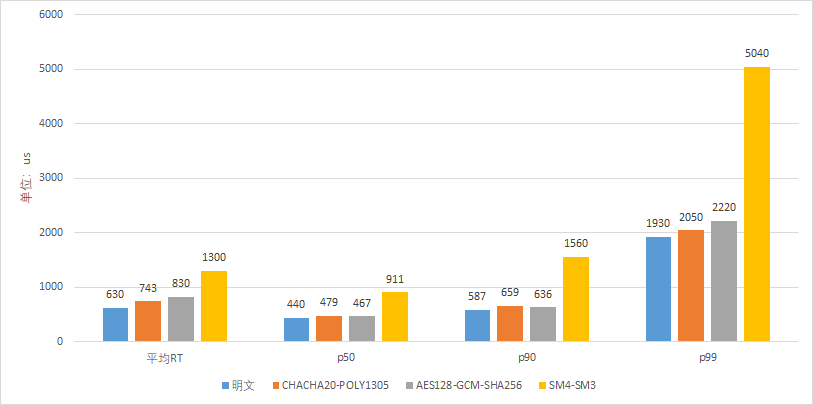 6000
5000
4000
3000
2000
1000
0
单位：us
630
743
830
1300
440
479
467
911
587
659
636
1560
1930
2050
2220
5040
平均RT
p50
p90
p99
明文
CHACHA20-POLY1305
AES128-GCM-SHA256
SM4-SM3